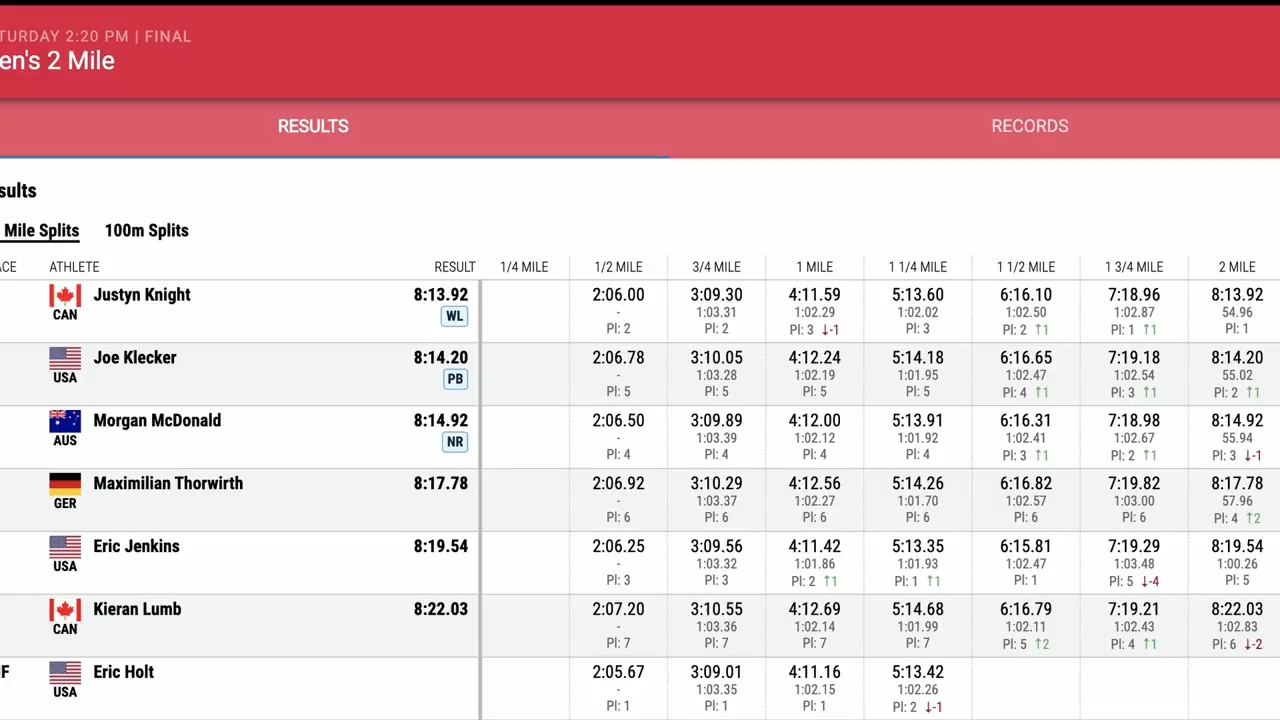 TURDAY 2:20 PM | FINAL
en's 2 Mile
RESULTS RECORDS
sults
Mile Splits 100m Splits
ACE ATHLETE RESULT 1/4 MILE 1/2 MILE 3/4 MILE 1 MILE 1 1/4 MILE 1 1/2 MILE 1 3/4 MILE 2 MILE
Justyn Knight 8:13.92 2:06.00 3:09.30 4:11.59 5:13.60 6:16.10 7:18.96 8:13.92
CAN WL - 1:03.31 1:02.29 1:02.02 1:02.50 1:02.87 54.96
Pl: 2 Pl: 2 Pl: 3 ↓-1 Pl: 3 Pl: 2 ↑1 Pl: 1 ↑1 Pl: 1
Joe Klecker 8:14.20 2:06.78 3:10.05 4:12.24 5:14.18 6:16.65 7:19.18 8:14.20
USA PB - 1:03.28 1:02.19 1:01.95 1:02.47 1:02.54 55.02
Pl: 5 Pl: 5 Pl: 5 Pl: 5 Pl: 4 ↑1 Pl: 3 ↑1 Pl: 2 ↑1
Morgan McDonald 8:14.92 2:06.50 3:09.89 4:12.00 5:13.91 6:16.31 7:18.98 8:14.92
AUS NR - 1:03.39 1:02.12 1:01.92 1:02.41 1:02.67 55.94
Pl: 4 Pl: 4 Pl: 4 Pl: 4 Pl: 3 ↑1 Pl: 2 ↑1 Pl: 3 ↓-1
Maximilian Thorwirth 8:17.78 2:06.92 3:10.29 4:12.56 5:14.26 6:16.82 7:19.82 8:17.78
GER - 1:03.37 1:02.27 1:01.70 1:02.57 1:03.00 57.96
Pl: 6 Pl: 6 Pl: 6 Pl: 6 Pl: 6 Pl: 6 Pl: 4 ↑2
Eric Jenkins 8:19.54 2:06.25 3:09.56 4:11.42 5:13.35 6:15.81 7:19.29 8:19.54
USA - 1:03.32 1:01.86 1:01.93 1:02.47 1:03.48 1:00.26
Pl: 3 Pl: 3 Pl: 2 ↑1 Pl: 1 ↑1 Pl: 1 Pl: 5 ↓-4 Pl: 5
Kieran Lumb 8:22.03 2:07.20 3:10.55 4:12.69 5:14.68 6:16.79 7:19.21 8:22.03
CAN - 1:03.36 1:02.14 1:01.99 1:02.11 1:02.43 1:02.83
Pl: 7 Pl: 7 Pl: 7 Pl: 7 Pl: 5 ↑2 Pl: 4 ↑1 Pl: 6 ↓-2
F Eric Holt 2:05.67 3:09.01 4:11.16 5:13.42
USA - 1:03.35 1:02.15 1:02.26
Pl: 1 Pl: 1 Pl: 1 Pl: 2 ↓-1